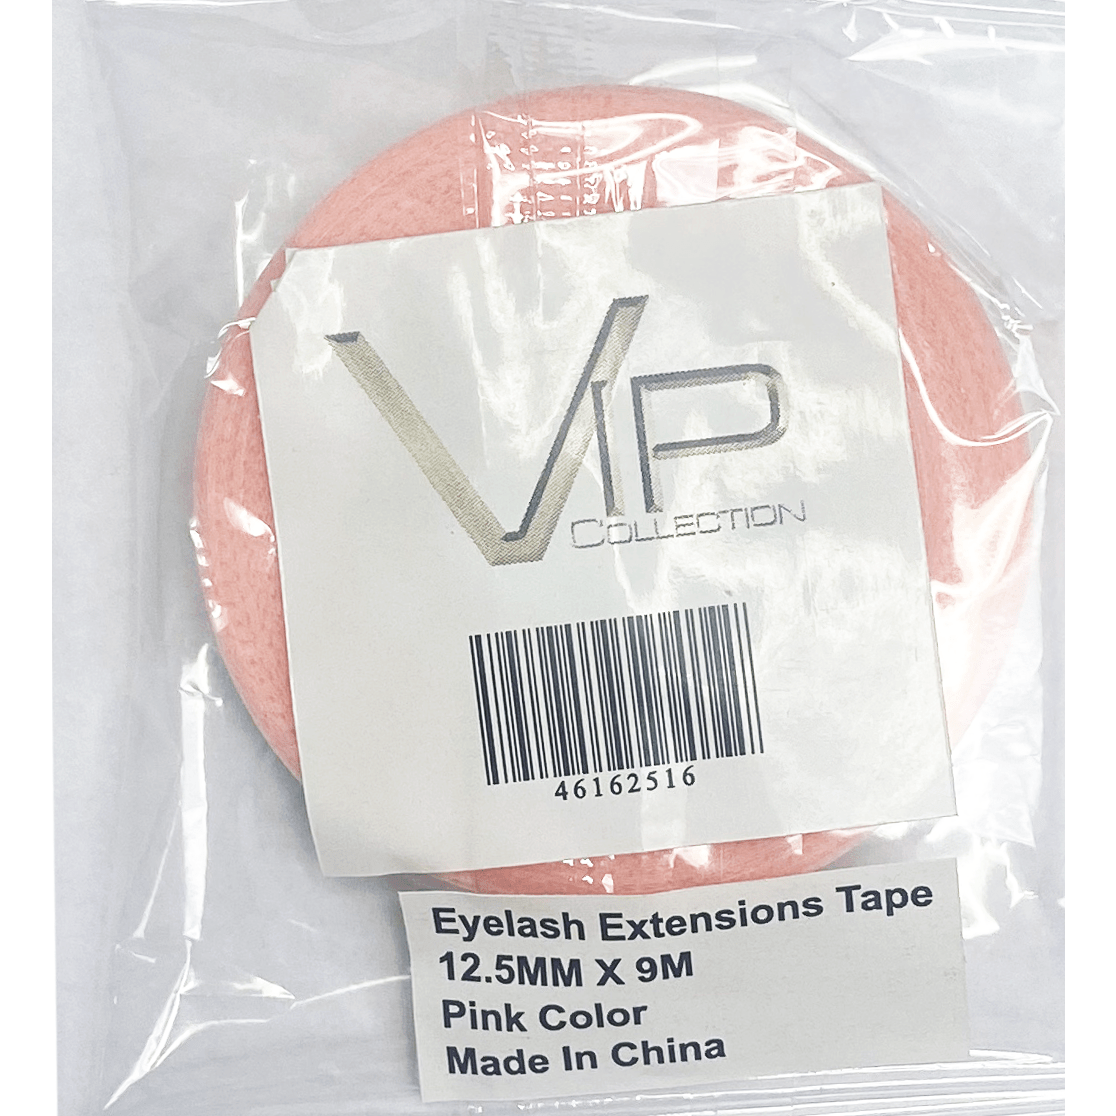 VIP
COLLECTION
46162516
Eyelash Extensions Tape
12.5MM X 9M
Pink Color
Made In China